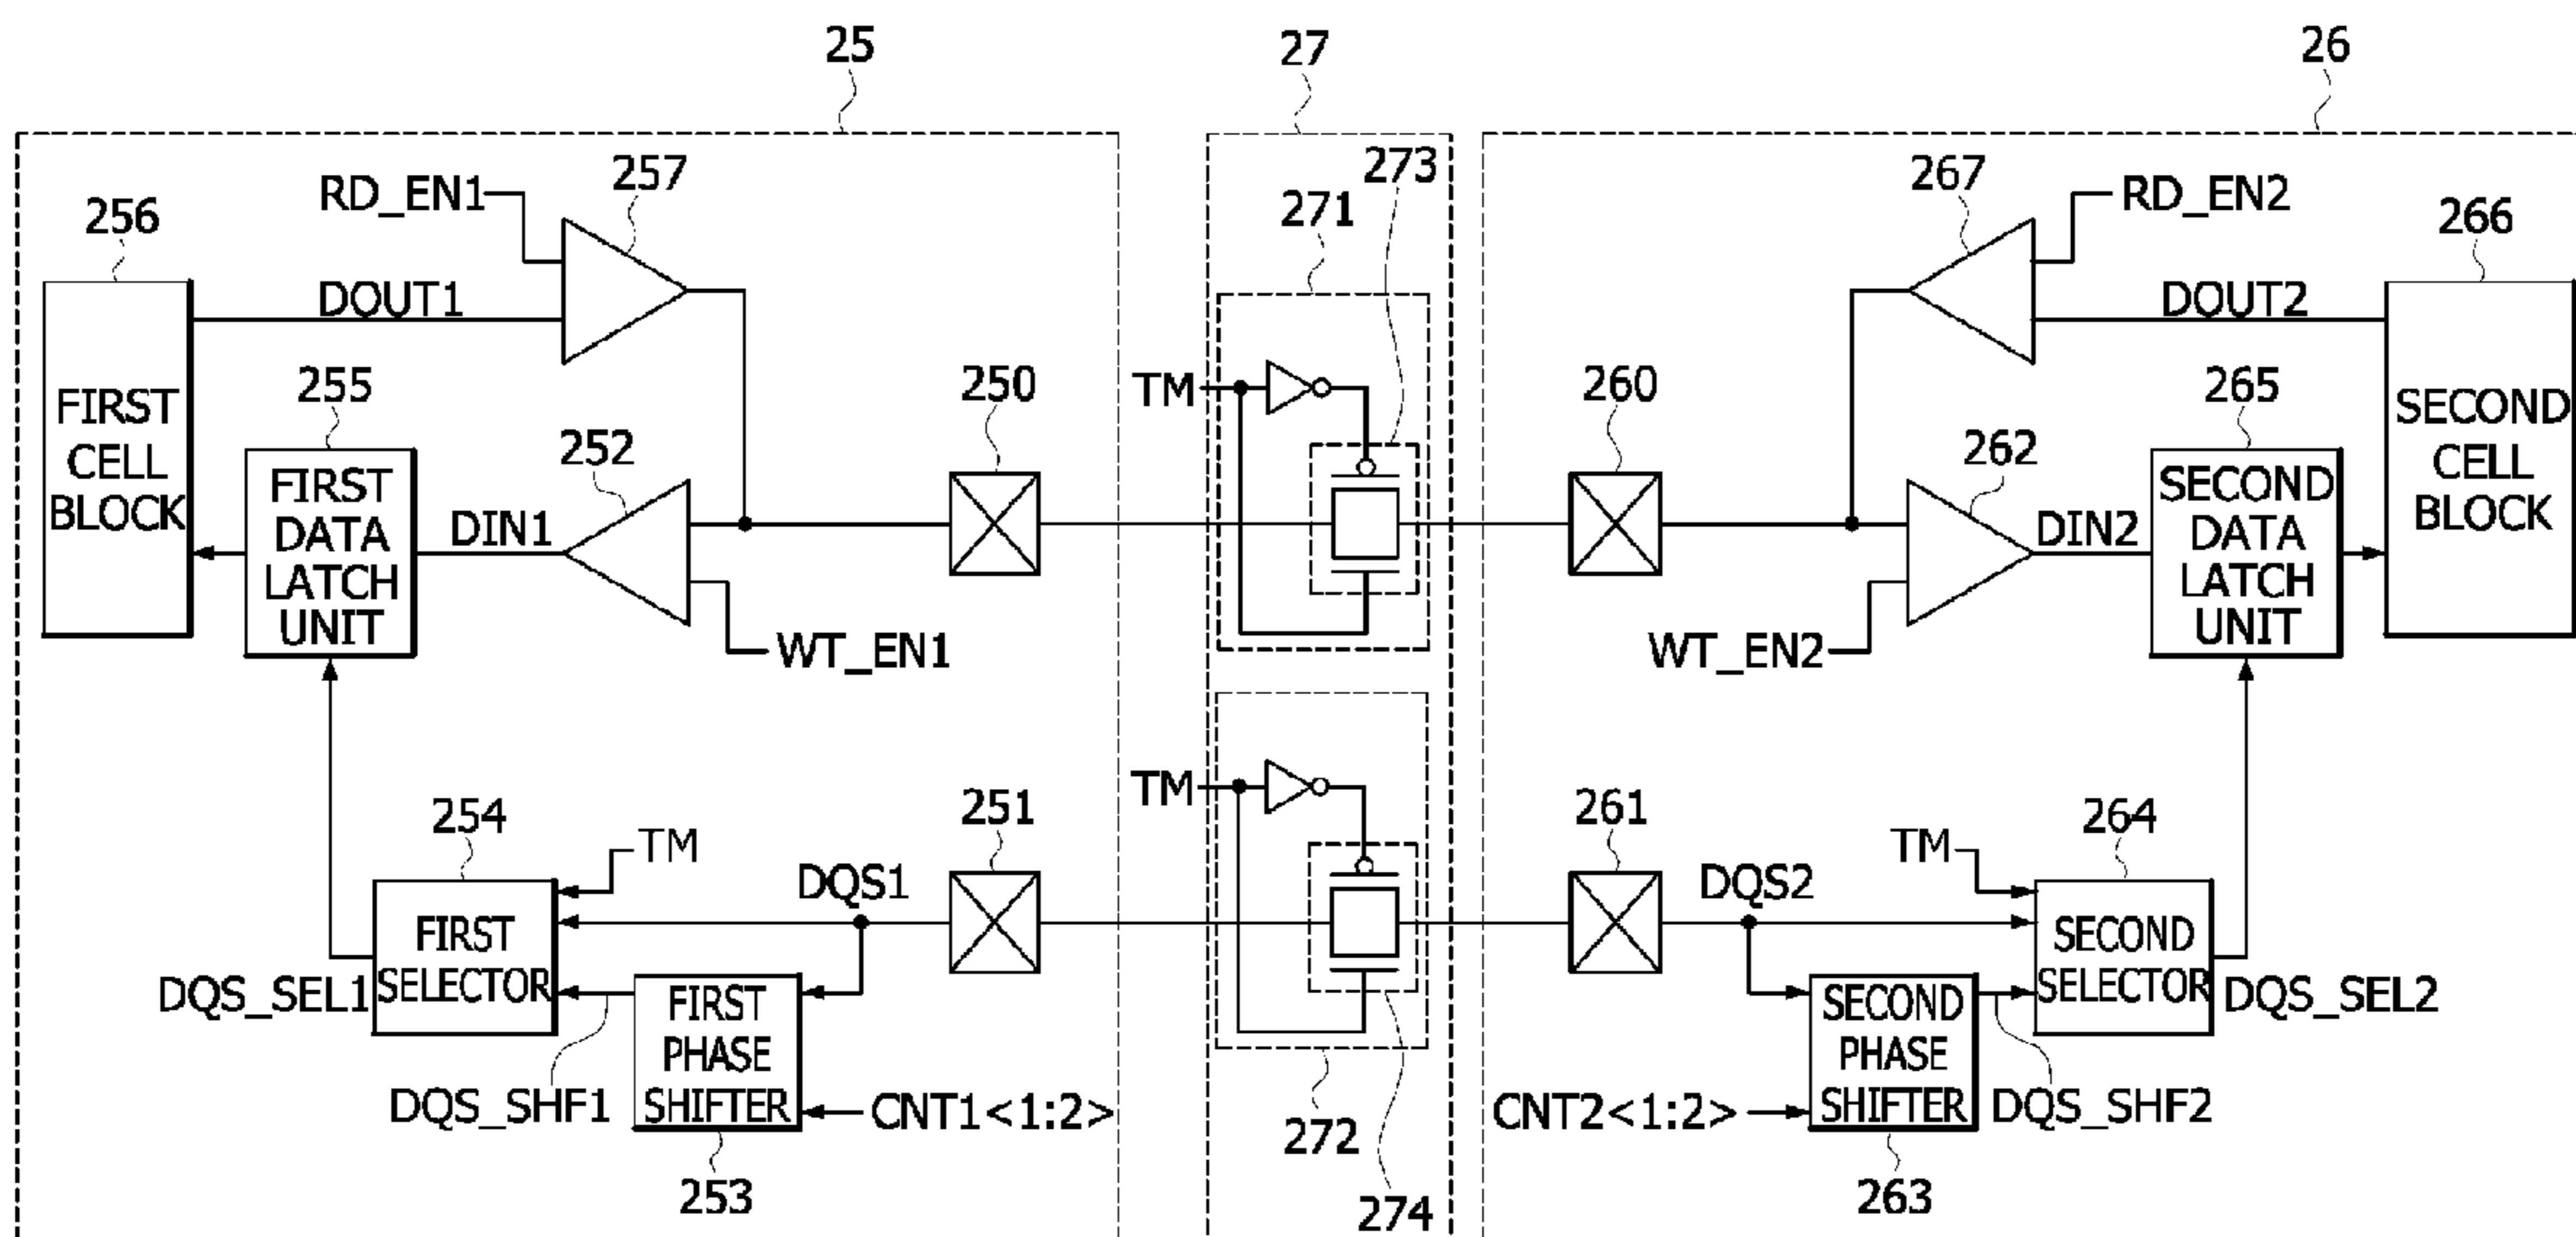 25
27
26
256
RD_EN1
257
273
271
267
RD_EN2
266
DOUT1
DOUT2
FIRST
CELL
BLOCK
255
252
250
TM
260
262
265
SECOND
CELL
BLOCK
FIRST
DATA
LATCH
UNIT
DIN1
DIN2
SECOND
DATA
LATCH
UNIT
WT_EN1
WT_EN2
254
TM
251
TM
261
TM
264
FIRST
SELECTOR
DQS1
DQS2
SECOND
SELECTOR
DQS_SEL1
FIRST
PHASE
SHIFTER
SECOND
PHASE
SHIFTER
DQS_SEL2
DQS_SHF1
CNT1<1:2>
272
CNT2<1:2>
DQS_SHF2
253
274
263